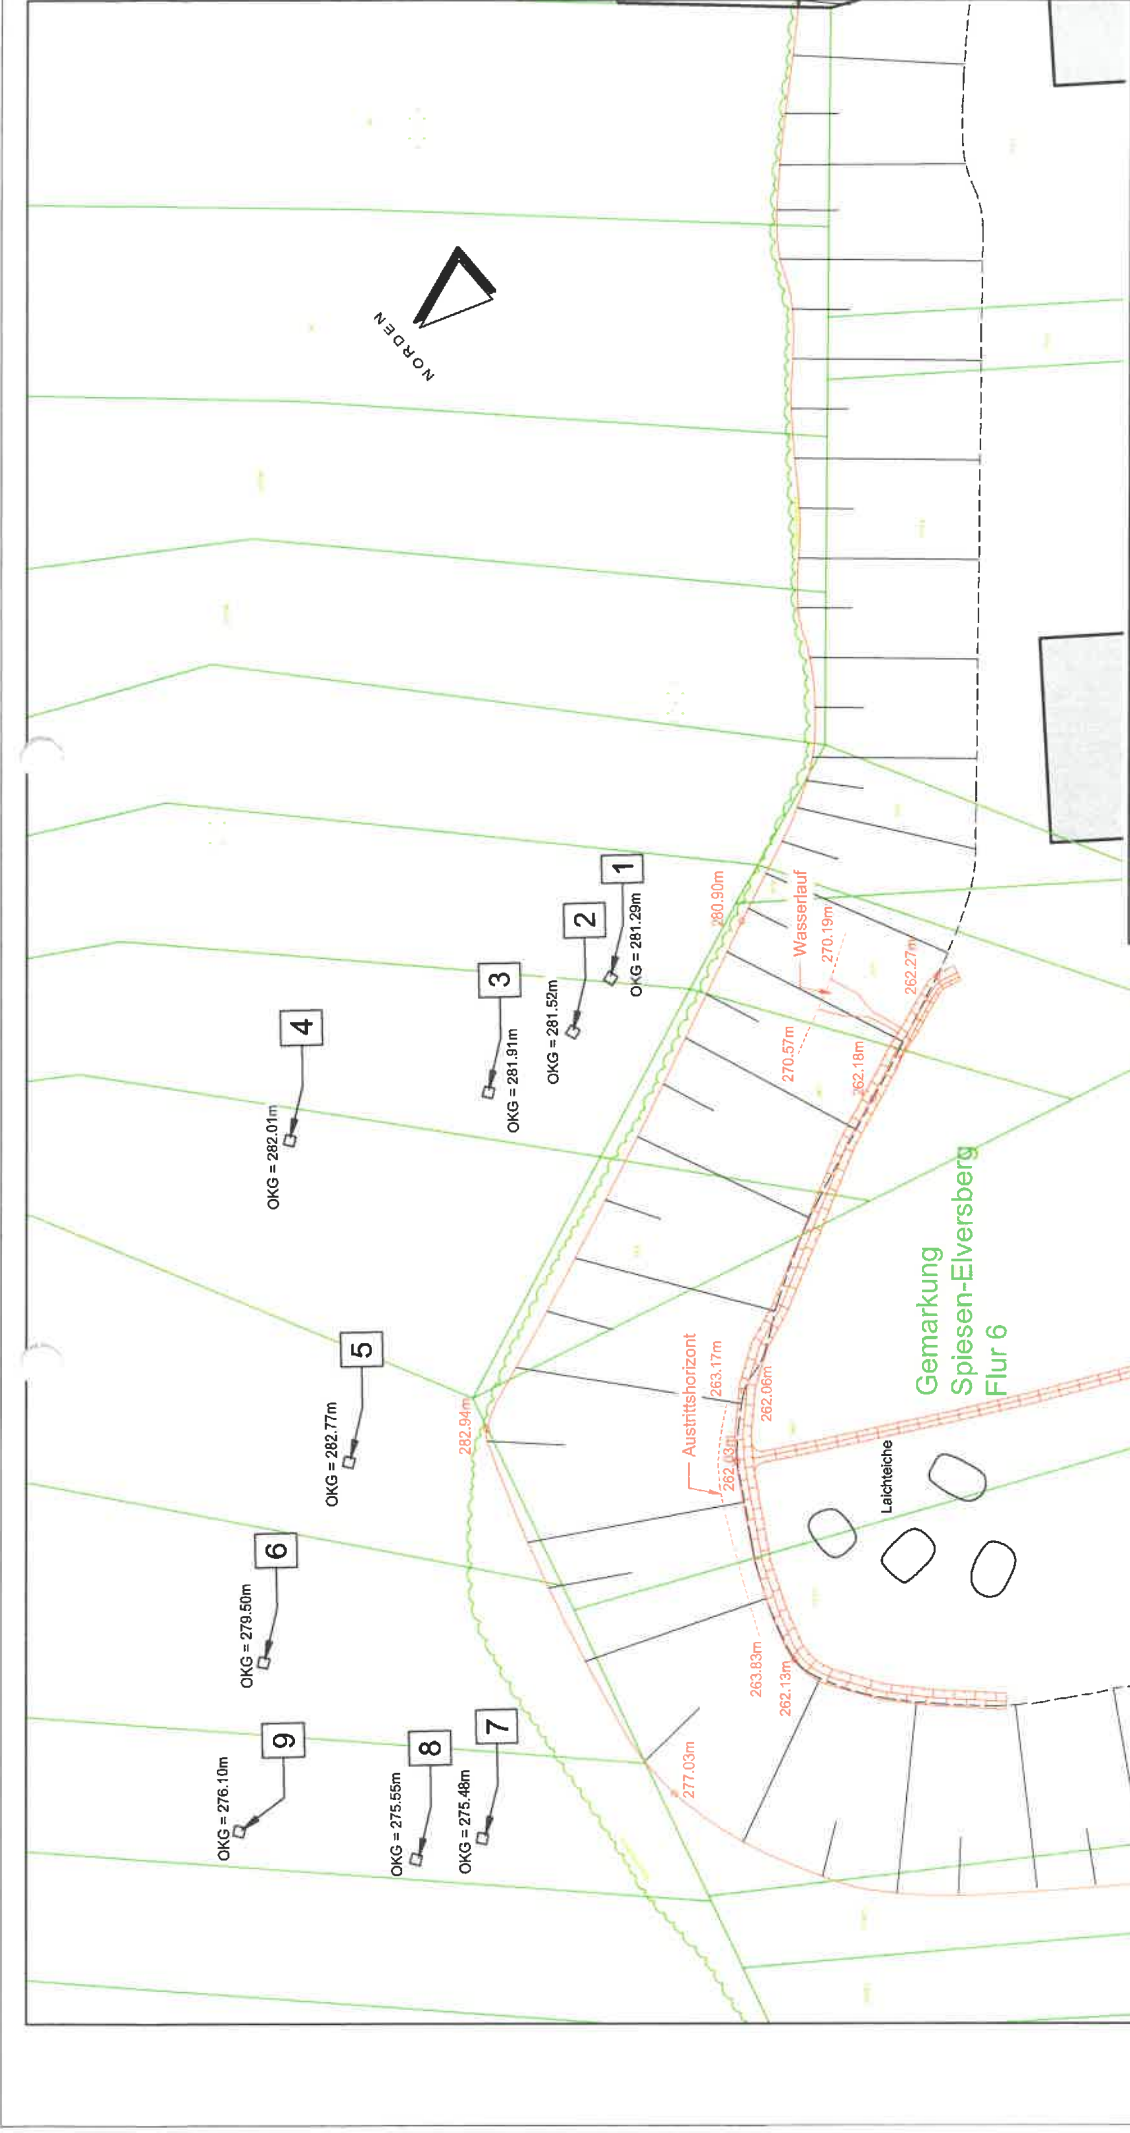 NORDEN
1
OKG = 281.29m
2
OKG = 281.52m
3
OKG = 281.91m
4
OKG = 282.01m
5
OKG = 282.77m
6
OKG = 279.50m
7
OKG = 275.48m
8
OKG = 275.55m
9
OKG = 276.10m
280.90m
Wasserlauf
270.19m
270.57m
262.27m
262.18m
282.94m
Austrittshorizont
263.17m
262.06m
262.03m
263.83m
262.13m
277.03m
Laichteiche
Gemarkung
Spiesen-Elversberg
Flur 6